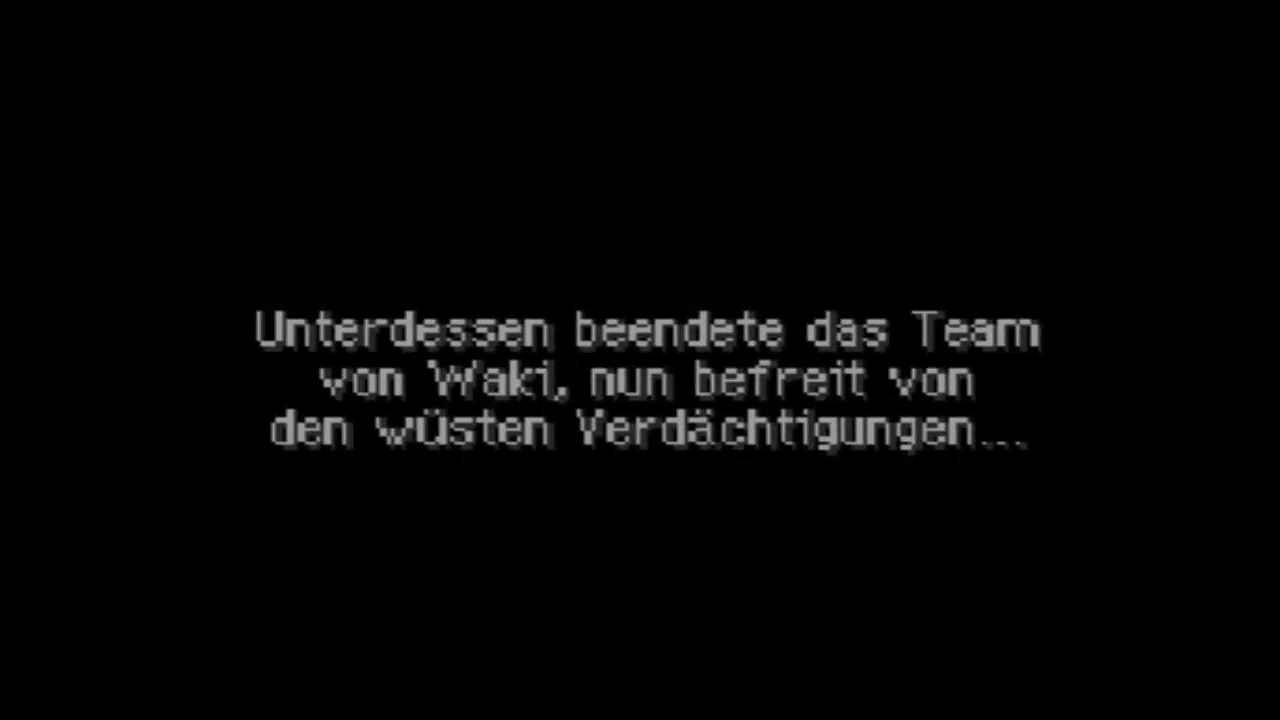 Unterdessen beendete das Team
von Waki, nun befreit von
den wüsten Verdächtigungen...